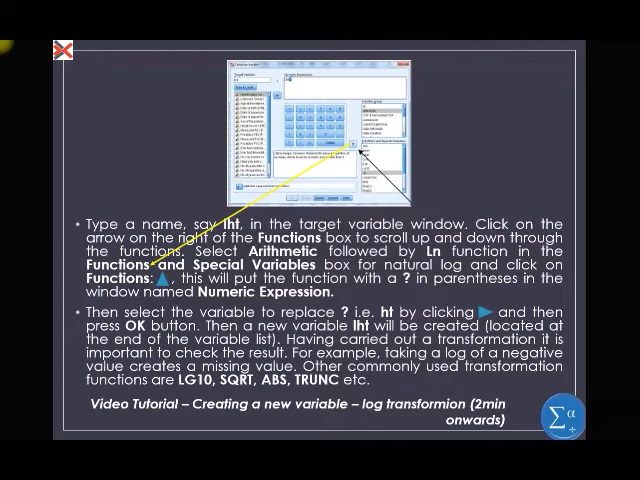 Type a name, say lht, in the target variable window. Click on the
arrow on the right of the Functions box to scroll up and down through
the functions. Select Arithmetic followed by Ln function in the
Functions and Special Variables box for natural log and click on
Functions: , this will put the function with a ? in parentheses in the
window named Numeric Expression.
Then select the variable to replace ? i.e. ht by clicking and then
press OK button. Then a new variable lht will be created (located at
the end of the variable list). Having carried out a transformation it is
important to check the result. For example, taking a log of a negative
value creates a missing value. Other commonly used transformation
functions are LG10, SQRT, ABS, TRUNC etc.
Video Tutorial – Creating a new variable – log transformion (2min
onwards)
Σα+